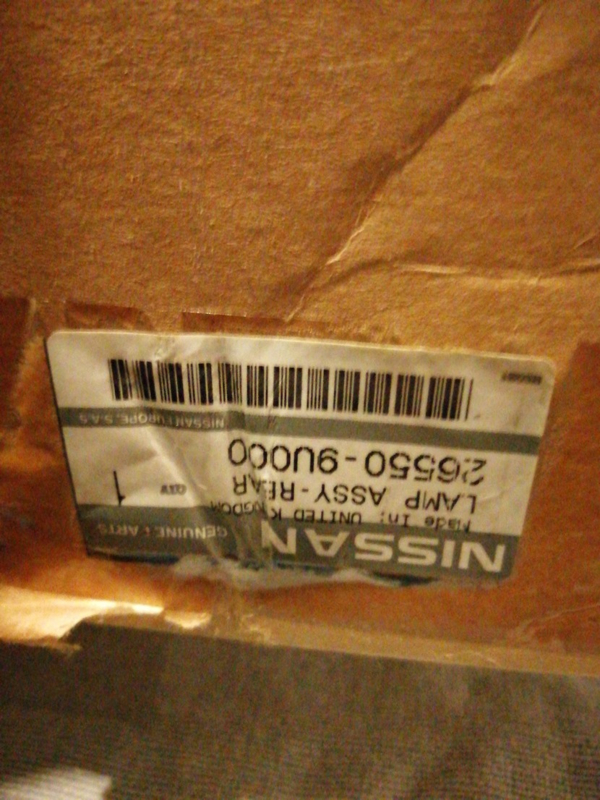 NISSAN GENUINE PARTS
Made In: UNITED KINGDOM
LAMP ASSY-REAR QTY 1
26550-9U000
NISSAN EUROPE, S.A.S